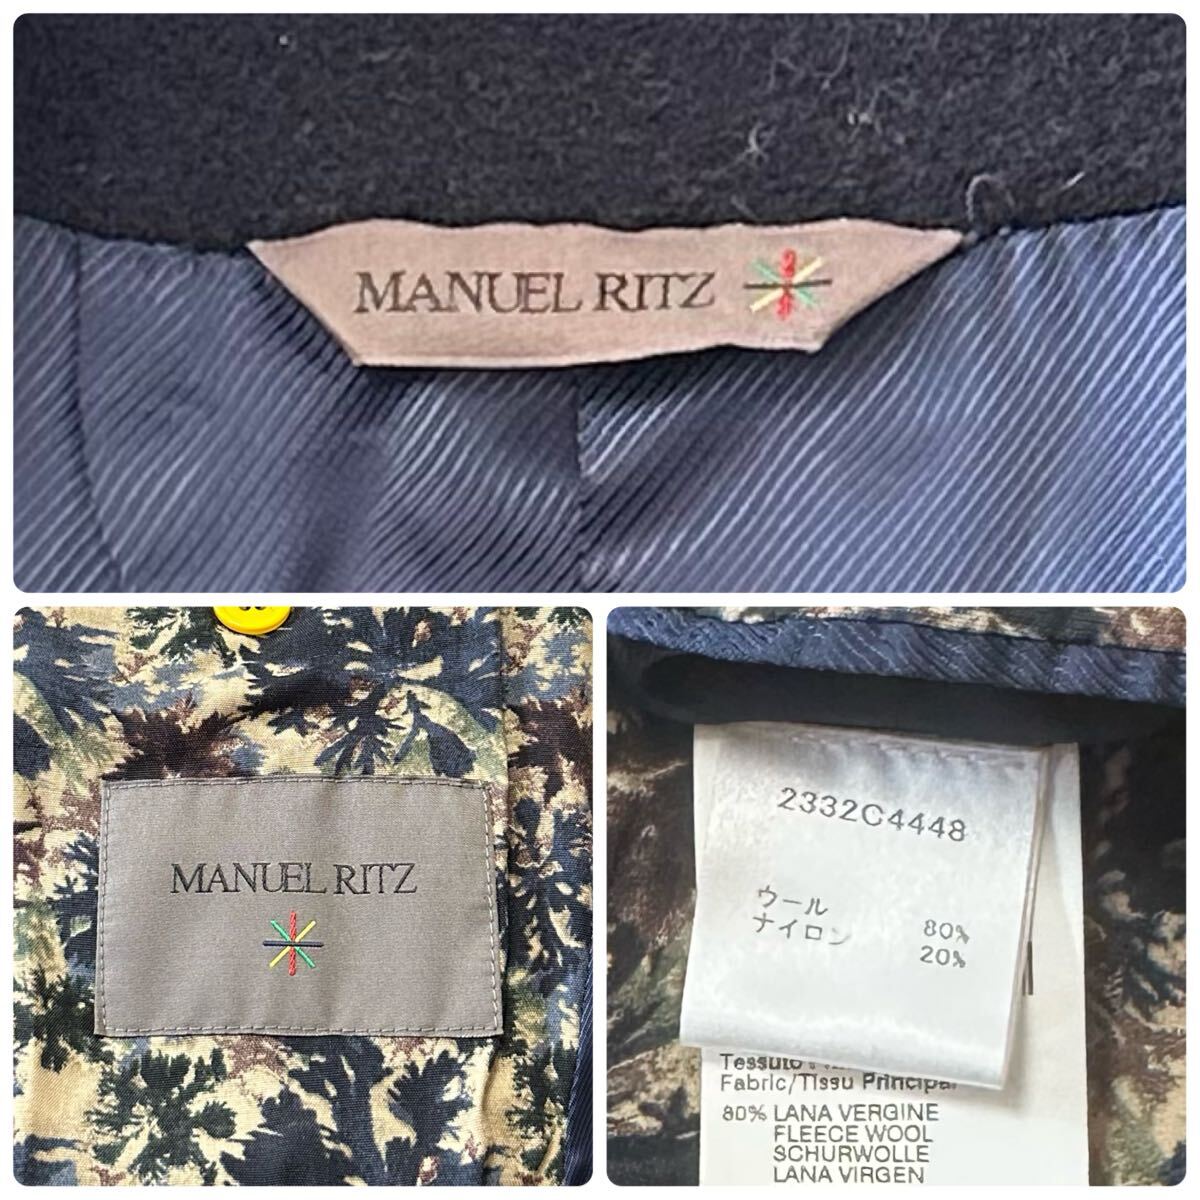 MANUEL RITZ
MANUEL RITZ
2332C4448
ウール 80%
ナイロン 20%
Tessuto
Fabric/Tissu Principal
80% LANA VERGINE
FLEECE WOOL
SCHURWOLLE
LANA VIRGEN